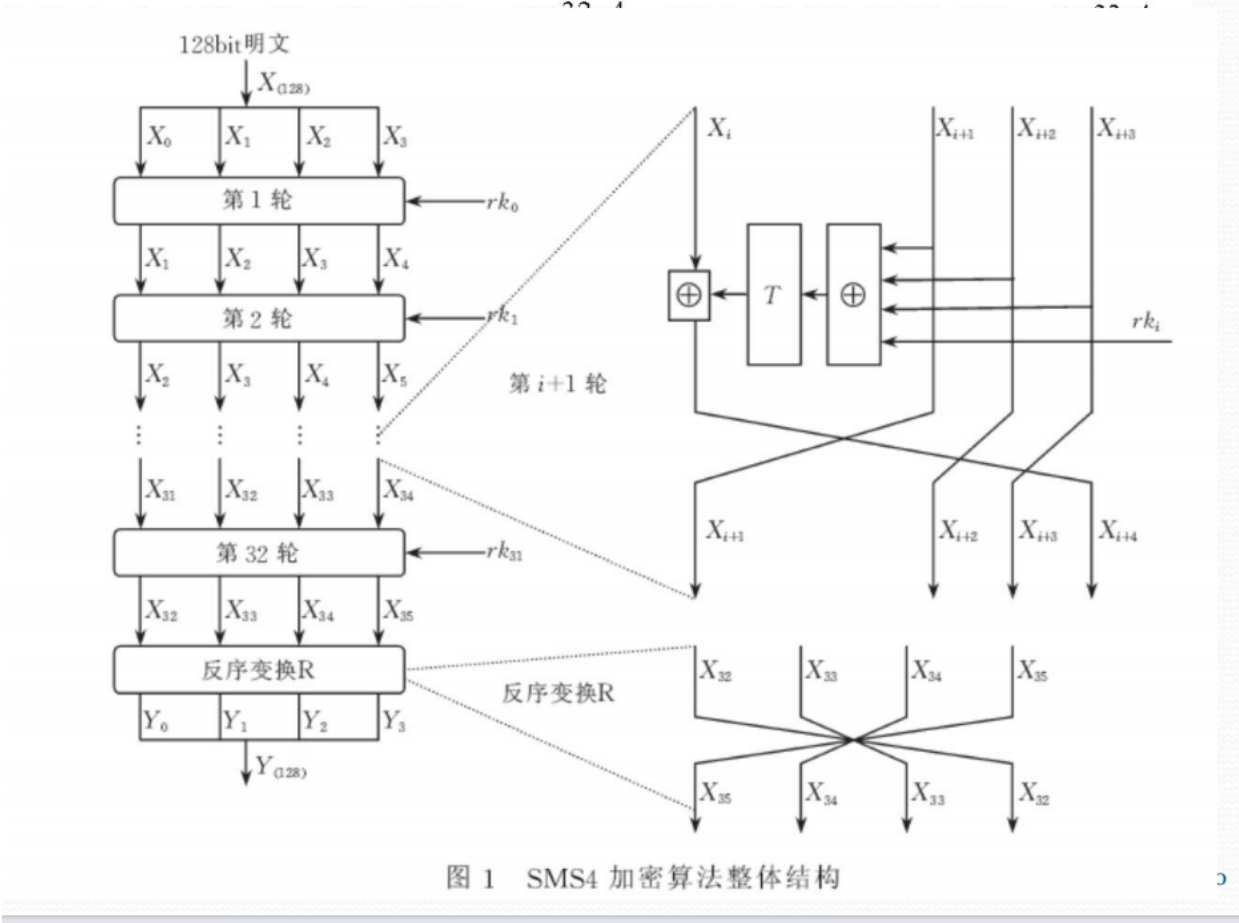 128bit明文
X(128)
X0 X1 X2 X3
第 1 轮
rk0
X1 X2 X3 X4
第 2 轮
rk1
X2 X3 X4 X5
⋮ ⋮ ⋮ ⋮
X31 X32 X33 X34
第 32 轮
rk31
X32 X33 X34 X35
反序变换R
Y0 Y1 Y2 Y3
Y(128)
Xi Xi+1 Xi+2 Xi+3
⊕ T ⊕
rki
第 i+1 轮
Xi+1 Xi+2 Xi+3 Xi+4
反序变换R
X32 X33 X34 X35
X35 X34 X33 X32
图 1 SMS4 加密算法整体结构